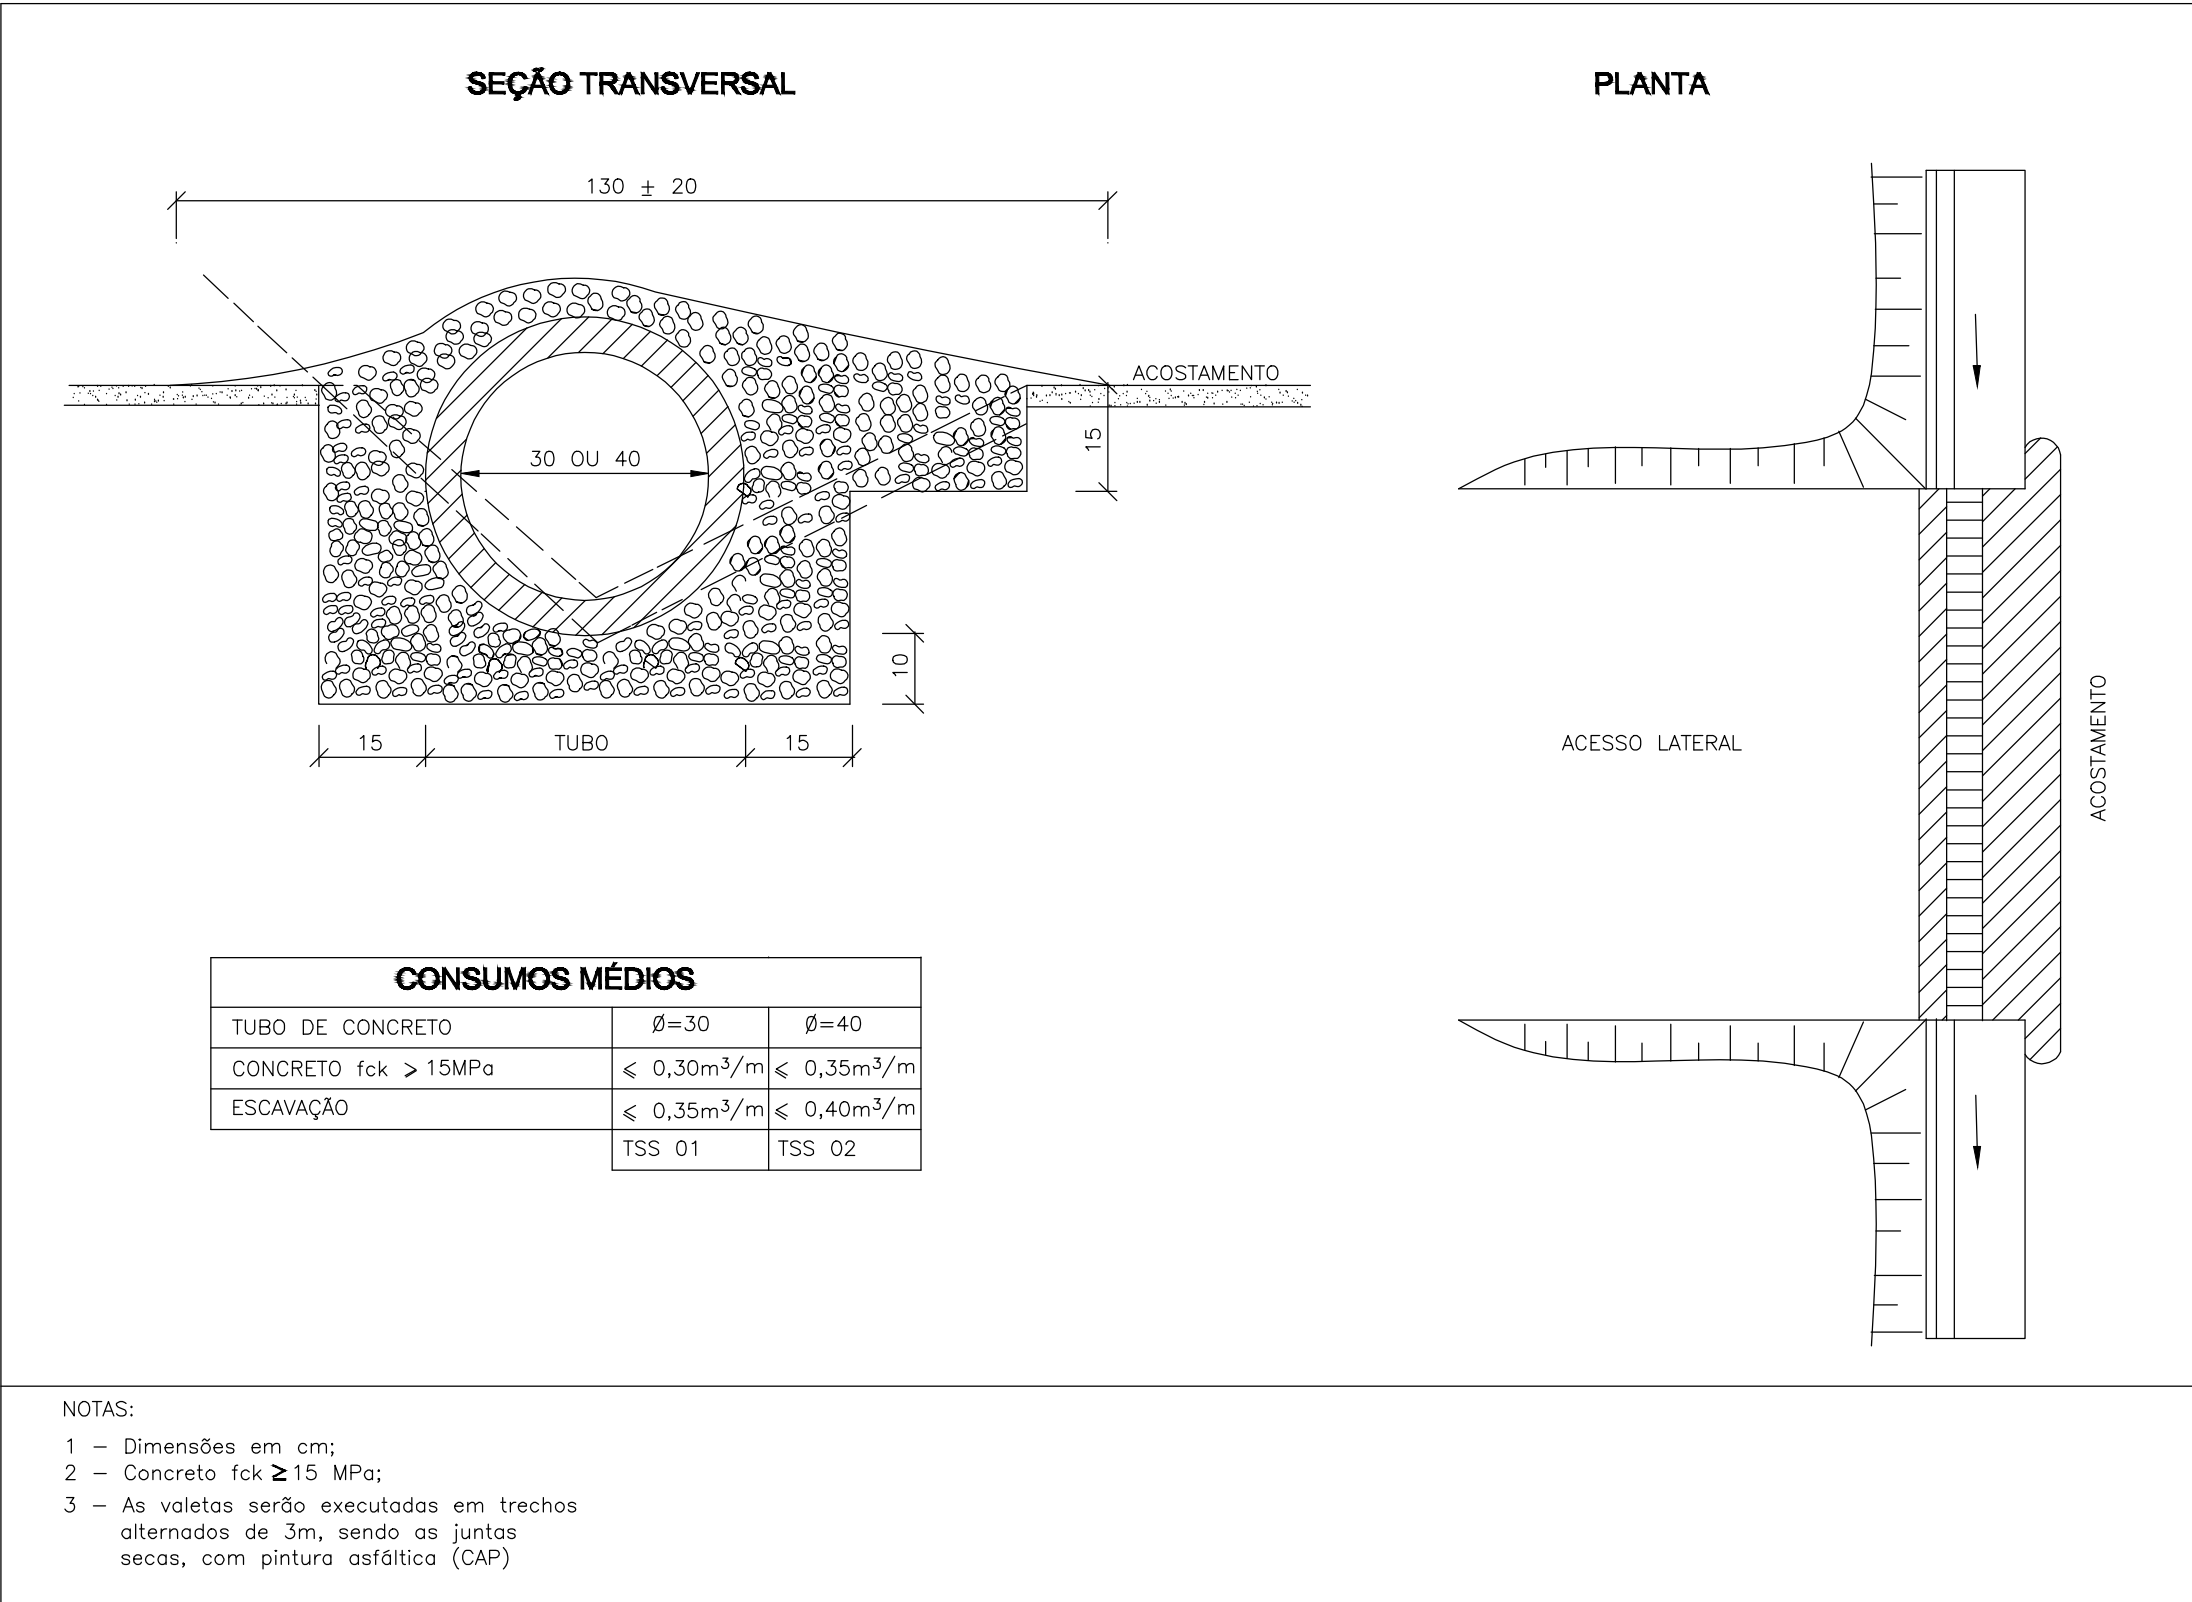 SEÇÃO TRANSVERSAL
PLANTA
130 ± 20
ACOSTAMENTO
30 OU 40
15
10
15
TUBO
15
ACESSO LATERAL
ACOSTAMENTO
CONSUMOS MÉDIOS
TUBO DE CONCRETO Ø=30 Ø=40
CONCRETO fck ⩾ 15MPa ⩽ 0,30m³/m ⩽ 0,35m³/m
ESCAVAÇÃO ⩽ 0,35m³/m ⩽ 0,40m³/m
TSS 01 TSS 02
NOTAS:
1 – Dimensões em cm;
2 – Concreto fck ≥ 15 MPa;
3 – As valetas serão executadas em trechos
alternados de 3m, sendo as juntas
secas, com pintura asfáltica (CAP)